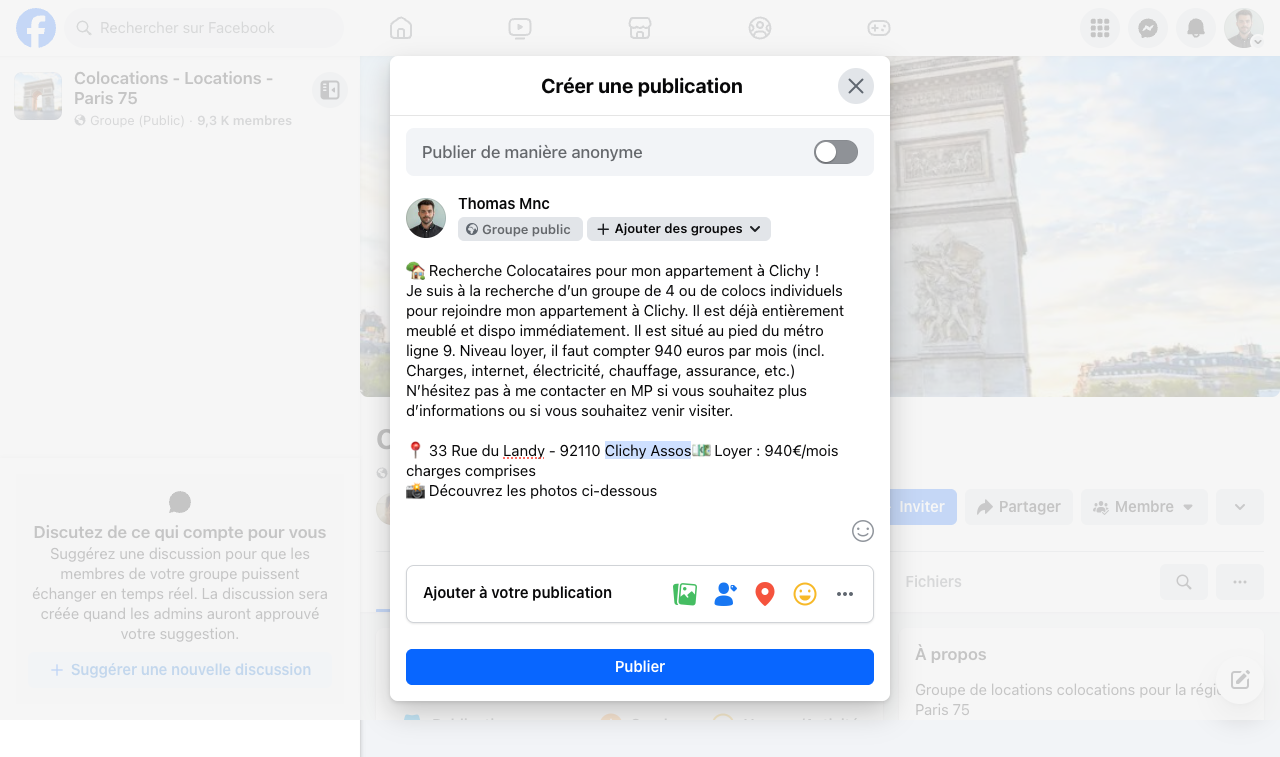 Rechercher sur Facebook
Colocations - Locations -
Paris 75
Groupe (Public) · 9,3 K membres
Créer une publication
Publier de manière anonyme
Thomas Mnc
Groupe public
Ajouter des groupes
🏡 Recherche Colocataires pour mon appartement à Clichy !
Je suis à la recherche d’un groupe de 4 ou de colocs individuels
pour rejoindre mon appartement à Clichy. Il est déjà entièrement
meublé et dispo immédiatement. Il est situé au pied du métro
ligne 9. Niveau loyer, il faut compter 940 euros par mois (incl.
Charges, internet, électricité, chauffage, assurance, etc.)
N’hésitez pas à me contacter en MP si vous souhaitez plus
d’informations ou si vous souhaitez venir visiter.
📍 33 Rue du Landy - 92110 Clichy Assos💵 Loyer : 940€/mois
charges comprises
📸 Découvrez les photos ci-dessous
Ajouter à votre publication
Publier
Discutez de ce qui compte pour vous
Suggérez une discussion pour que les
membres de votre groupe puissent
échanger en temps réel. La discussion sera
créée quand les admins auront approuvé
votre suggestion.
+ Suggérer une nouvelle discussion
Inviter
Partager
Membre
Fichiers
À propos
Groupe de locations colocations pour la régio
Paris 75